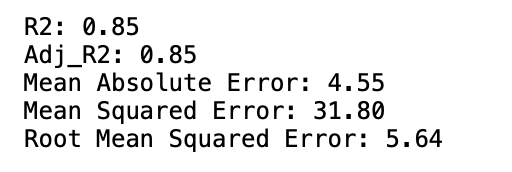 R2: 0.85
Adj_R2: 0.85
Mean Absolute Error: 4.55
Mean Squared Error: 31.80
Root Mean Squared Error: 5.64